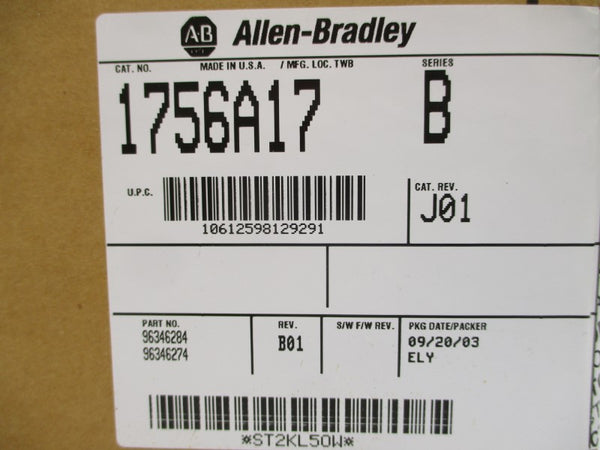 AB Allen-Bradley
CAT. NO. MADE IN U.S.A. / MFG. LOC. TWB SERIES
1756A17 B
U.P.C. CAT. REV.
10612598129291 J01
PART NO. REV. S/W F/W REV. PKG DATE/PACKER
96346284 B01 09/20/03
96346274 ELY
*ST2KL50W*